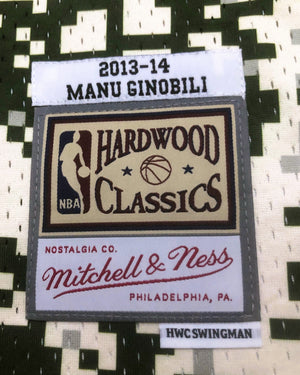 2013-14
MANU GINOBILI
NBA
HARDWOOD
CLASSICS
NOSTALGIA CO.
Mitchell & Ness
PHILADELPHIA, PA.
HWC SWINGMAN